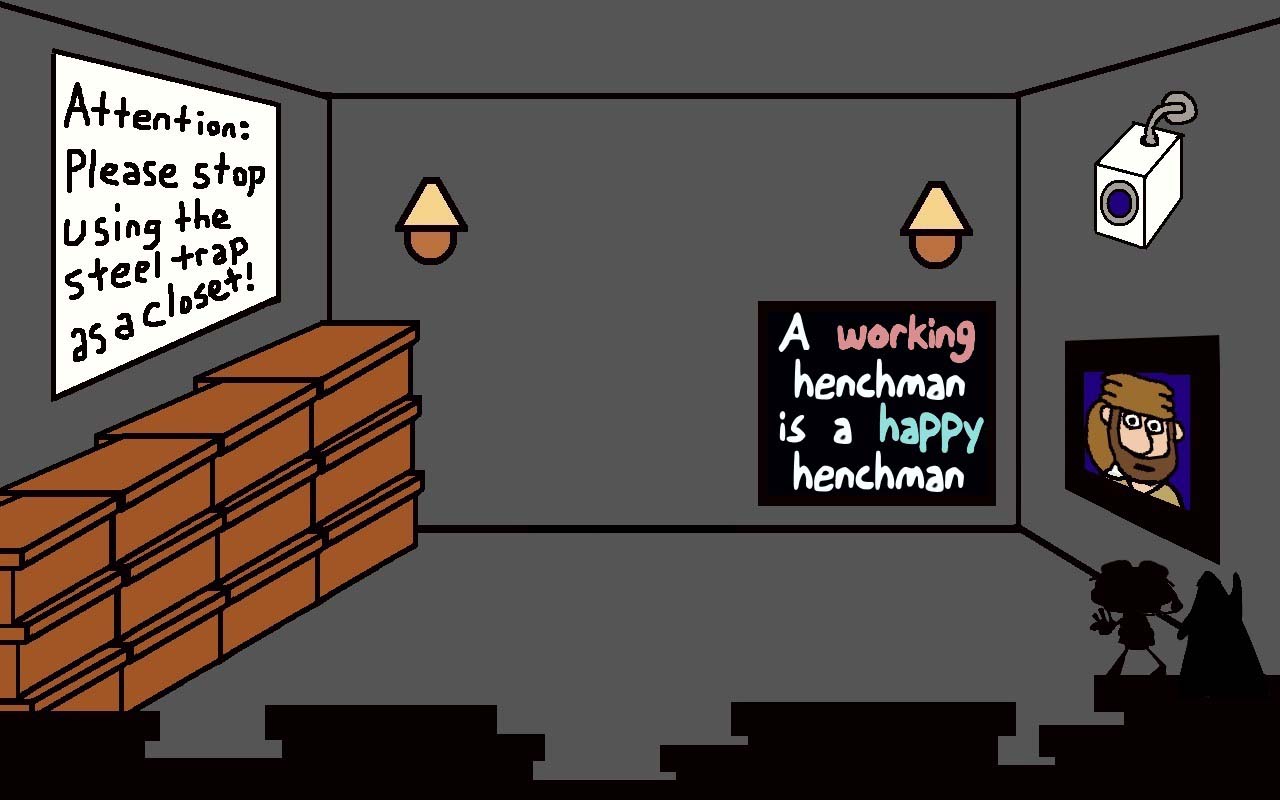 Attention:
Please stop
using the
steel trap
as a closet!
A working
henchman
is a happy
henchman